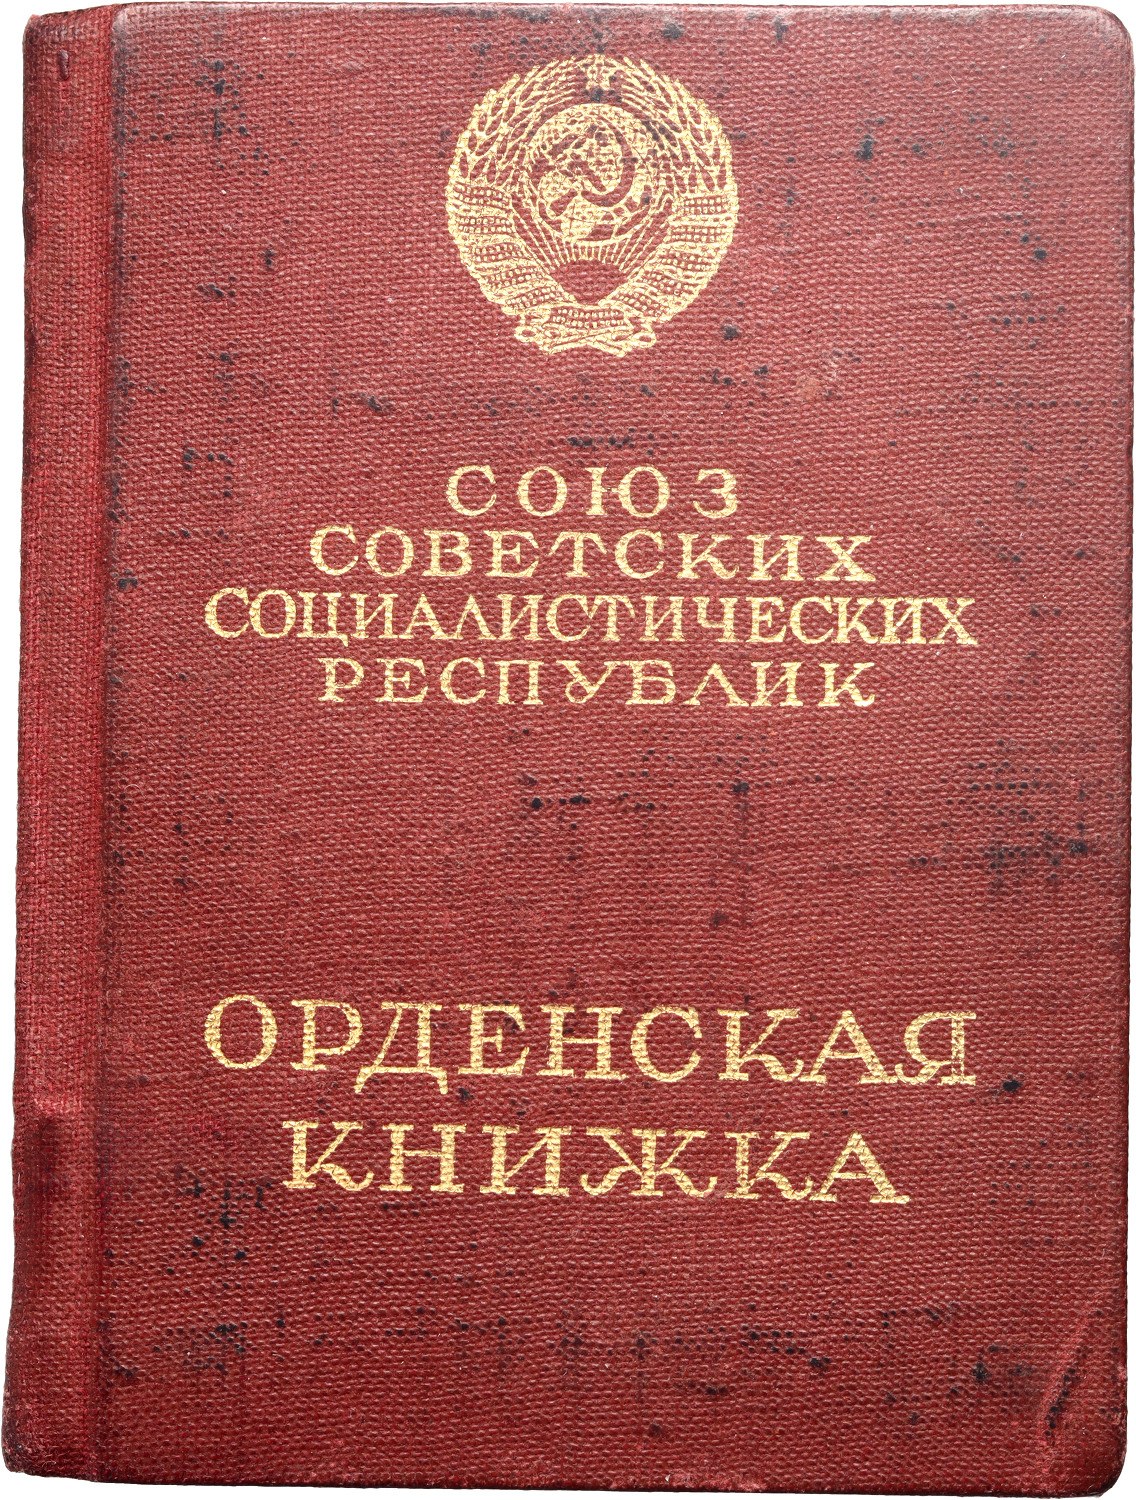 СОЮЗ
СОВЕТСКИХ
СОЦИАЛИСТИЧЕСКИХ
РЕСПУБЛИК
ОРДЕНСКАЯ
КНИЖКА